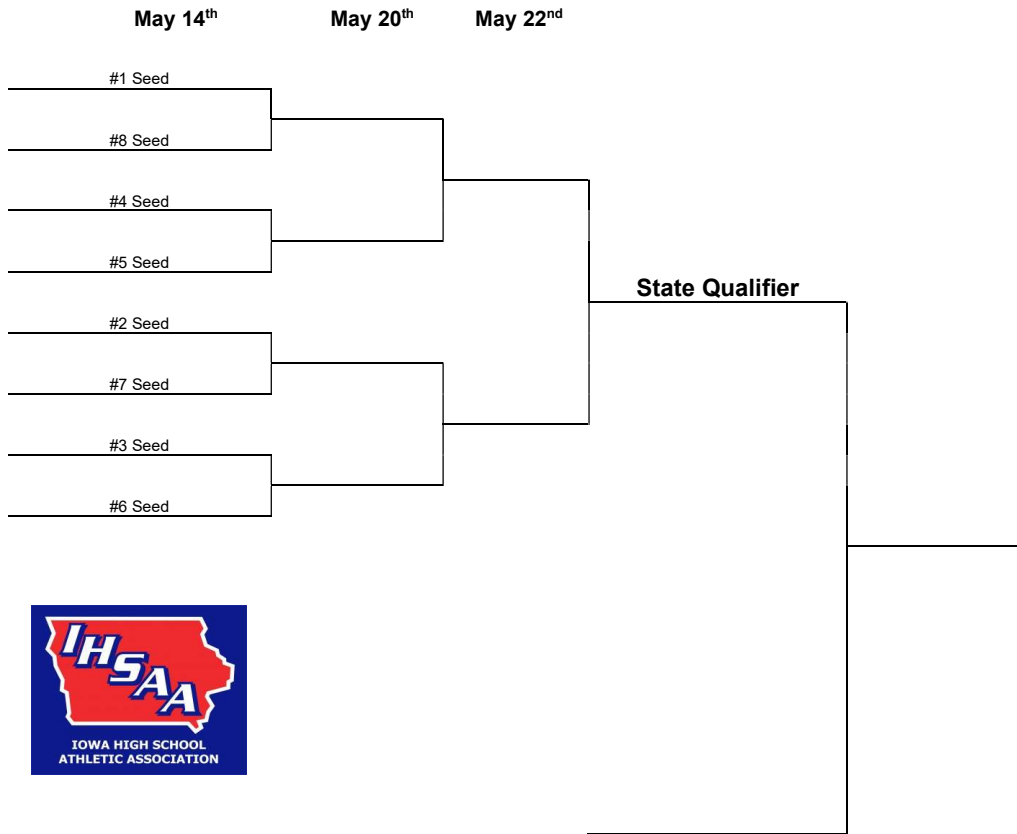 May 14th May 20th May 22nd
#1 Seed
#8 Seed
#4 Seed
#5 Seed
State Qualifier
#2 Seed
#7 Seed
#3 Seed
#6 Seed
IHSAA
IOWA HIGH SCHOOL
ATHLETIC ASSOCIATION